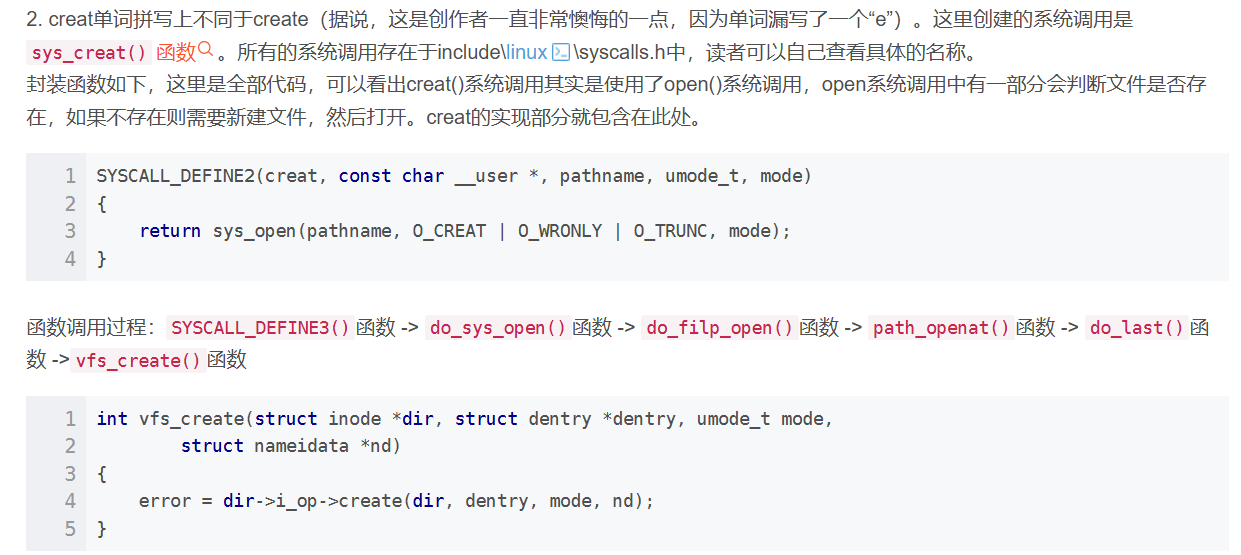 2. creat单词拼写上不同于create（据说，这是创作者一直非常懊悔的一点，因为单词漏写了一个“e”）。这里创建的系统调用是
sys_creat() 函数 。所有的系统调用存在于include\linux \syscalls.h中，读者可以自己查看具体的名称。
封装函数如下，这里是全部代码，可以看出creat()系统调用其实是使用了open()系统调用，open系统调用中有一部分会判断文件是否存
在，如果不存在则需要新建文件，然后打开。creat的实现部分就包含在此处。
1 SYSCALL_DEFINE2(creat, const char __user *, pathname, umode_t, mode)
2 {
3     return sys_open(pathname, O_CREAT | O_WRONLY | O_TRUNC, mode);
4 }
函数调用过程： SYSCALL_DEFINE3() 函数 -> do_sys_open() 函数 -> do_filp_open() 函数 -> path_openat() 函数 -> do_last() 函
数 -> vfs_create() 函数
1 int vfs_create(struct inode *dir, struct dentry *dentry, umode_t mode,
2         struct nameidata *nd)
3 {
4     error = dir->i_op->create(dir, dentry, mode, nd);
5 }